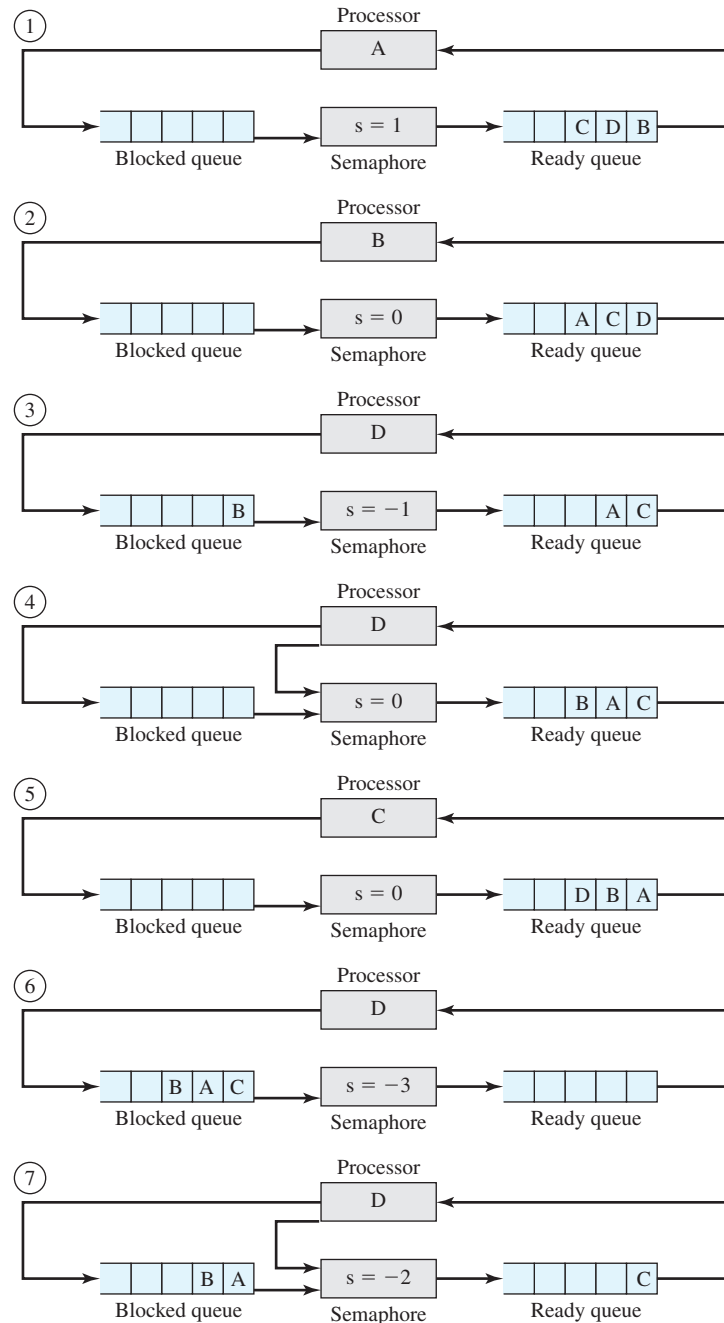 1
Processor
A
s = 1
C D B
Blocked queue
Semaphore
Ready queue
2
Processor
B
s = 0
A C D
Blocked queue
Semaphore
Ready queue
3
Processor
D
B
s = −1
A C
Blocked queue
Semaphore
Ready queue
4
Processor
D
s = 0
B A C
Blocked queue
Semaphore
Ready queue
5
Processor
C
s = 0
D B A
Blocked queue
Semaphore
Ready queue
6
Processor
D
B A C
s = −3
Blocked queue
Semaphore
Ready queue
7
Processor
D
B A
s = −2
C
Blocked queue
Semaphore
Ready queue